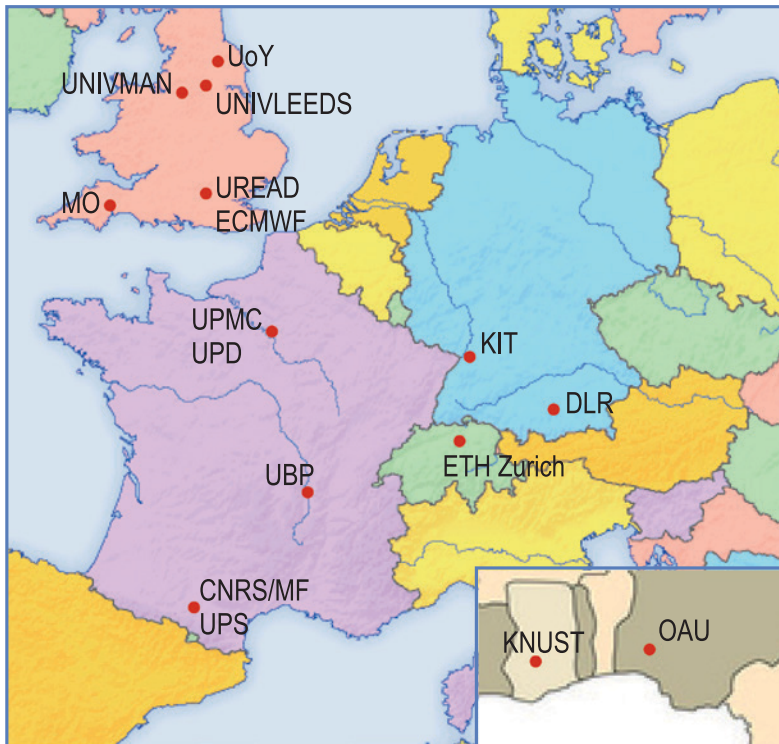 UoY
UNIVMAN
UNIVLEEDS
MO
UREAD
ECMWF
UPMC
UPD
KIT
DLR
ETH Zurich
UBP
CNRS/MF
UPS
KNUST
OAU